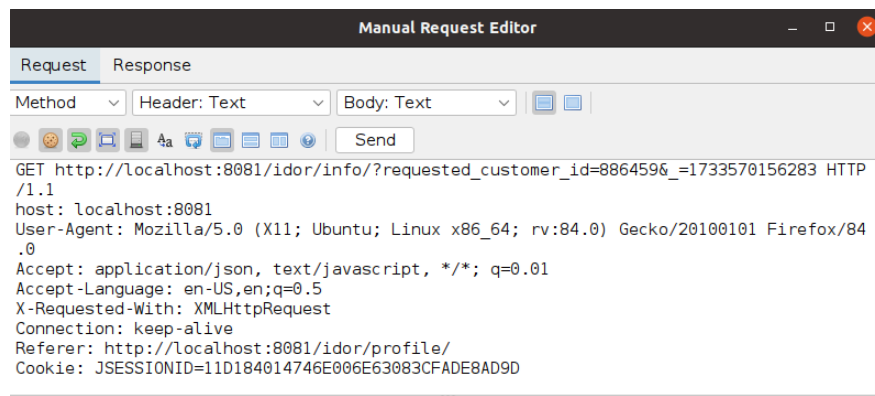 Manual Request Editor
Request Response
Method Header: Text Body: Text
Aa Send
GET http://localhost:8081/idor/info/?requested_customer_id=886459&_=1733570156283 HTTP
/1.1
host: localhost:8081
User-Agent: Mozilla/5.0 (X11; Ubuntu; Linux x86_64; rv:84.0) Gecko/20100101 Firefox/84
.0
Accept: application/json, text/javascript, */*; q=0.01
Accept-Language: en-US,en;q=0.5
X-Requested-With: XMLHttpRequest
Connection: keep-alive
Referer: http://localhost:8081/idor/profile/
Cookie: JSESSIONID=11D184014746E006E63083CFADE8AD9D